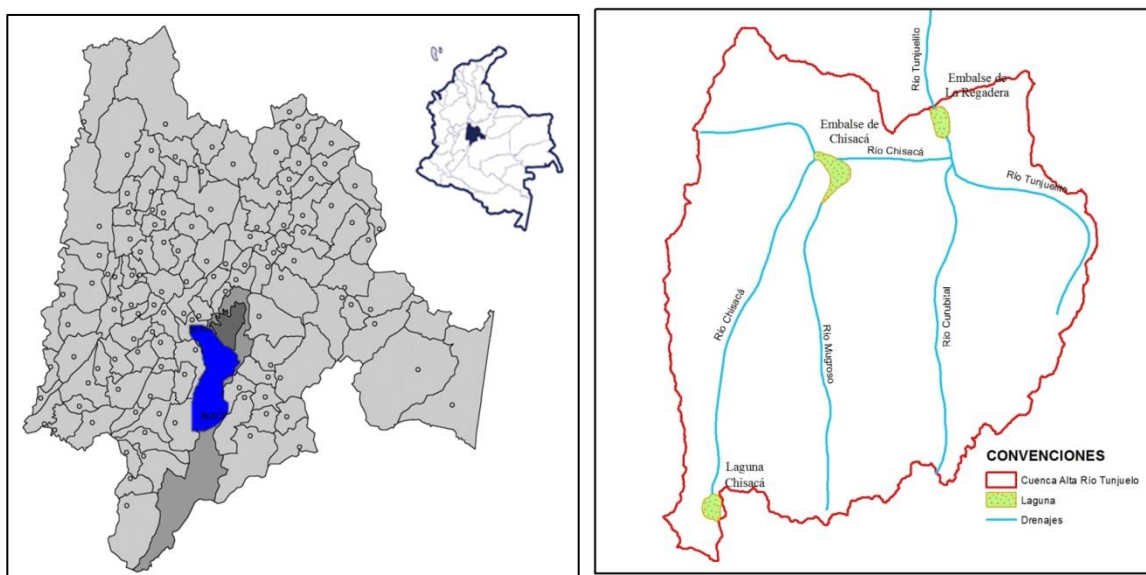 Río Tunjuelito
Embalse de
La Regadera
Embalse de
Chisacá
Río Chisacá
Río Tunjuelito
Río Chisacá
Río Mugroso
Río Curubital
Laguna
Chisacá
CONVENCIONES
Cuenca Alta Río Tunjuelo
Laguna
Drenajes